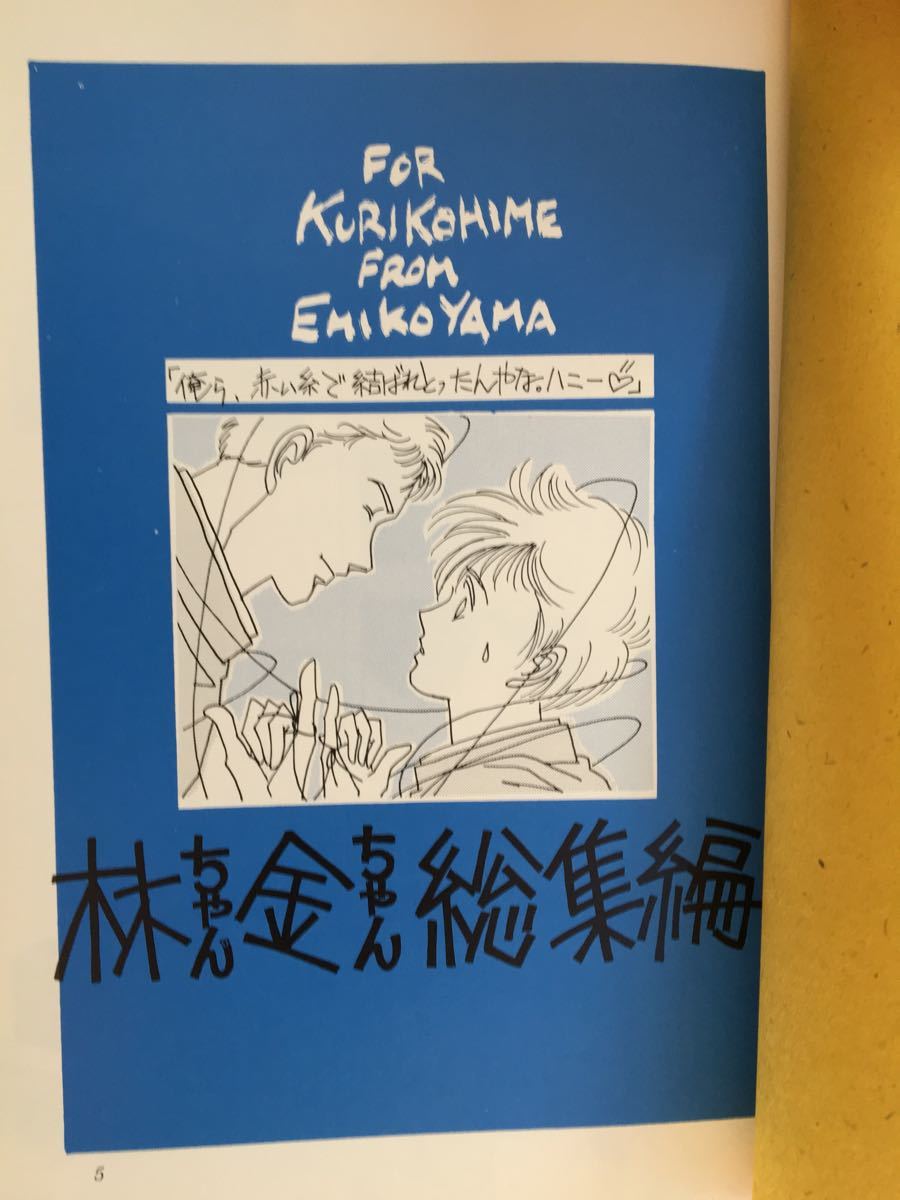 FOR
KURIKOHIME
FROM
EMIKOYAMA
「俺ら、赤い糸で結ばれとったんやな。ハニー♡」
林ちゃん金ちゃん総集編
5